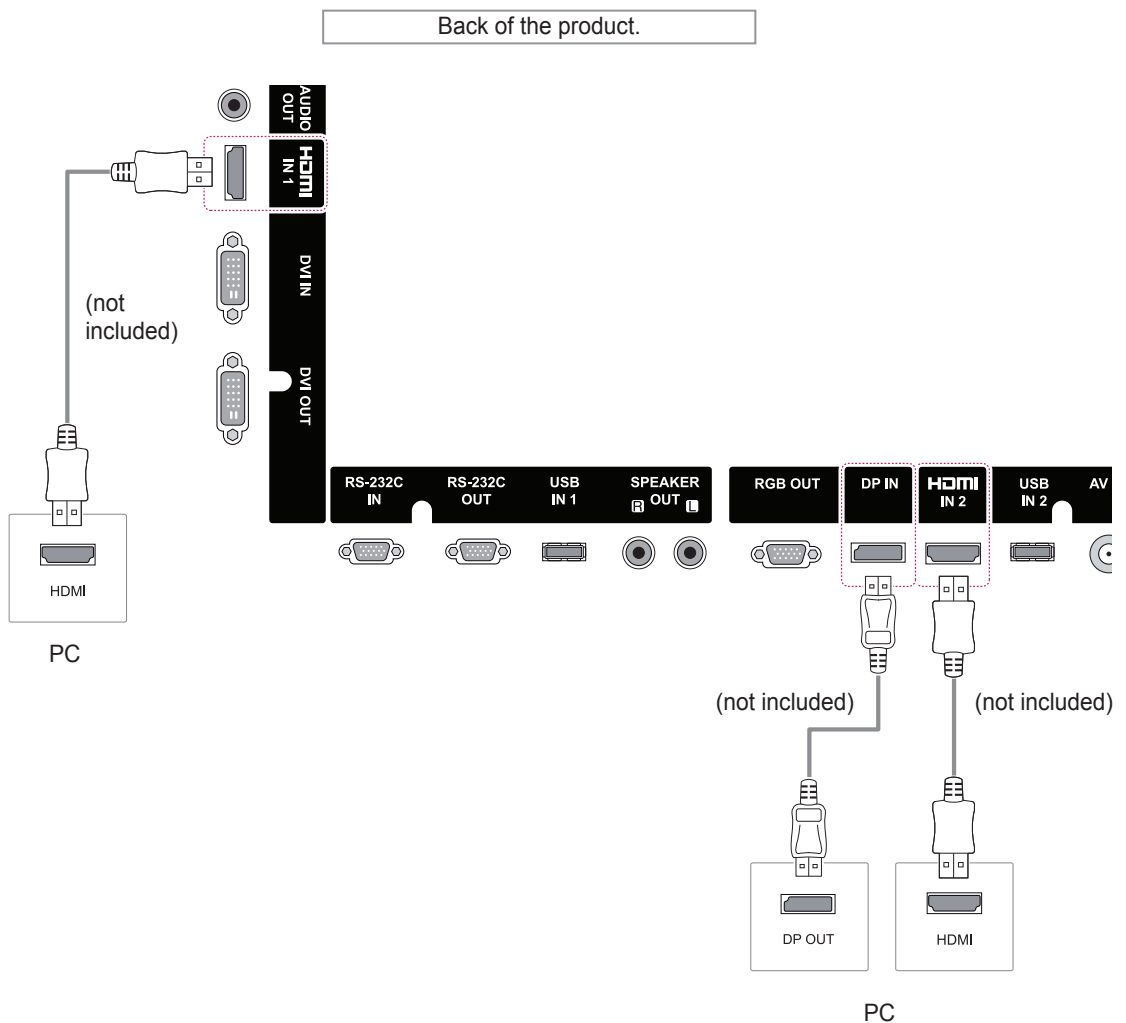 Back of the product.
AUDIO
OUT
HDMI
IN 1
DVI IN
(not
included)
DVI OUT
RS-232C
IN
RS-232C
OUT
USB
IN 1
SPEAKER
R OUT L
RGB OUT
DP IN
HDMI
IN 2
USB
IN 2
AV
HDMI
PC
(not included)
(not included)
DP OUT
HDMI
PC